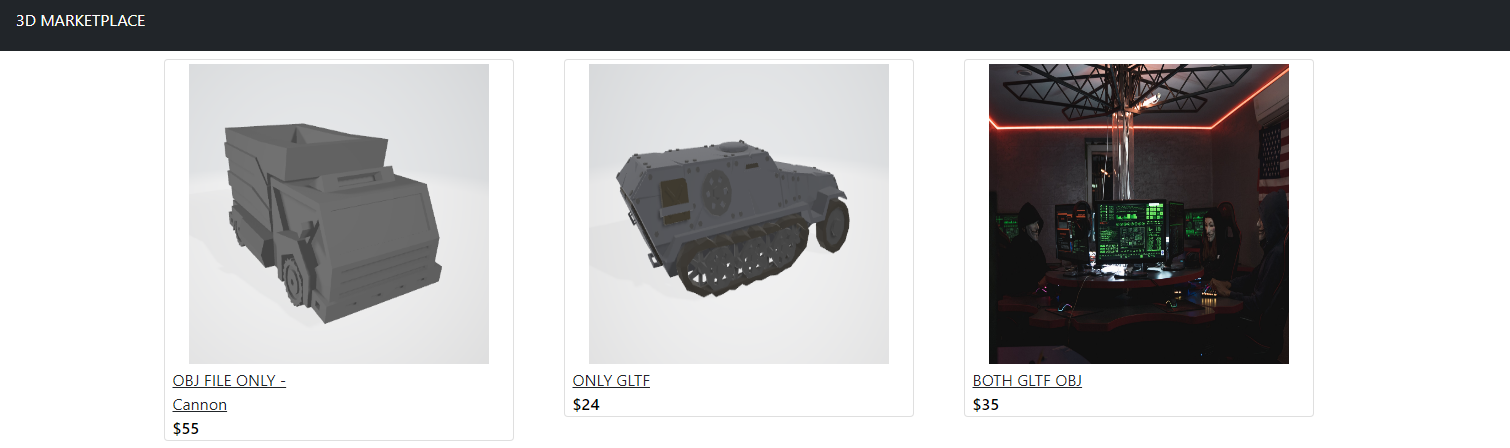 3D MARKETPLACE
OBJ FILE ONLY -
Cannon
$55
ONLY GLTF
$24
BOTH GLTF OBJ
$35